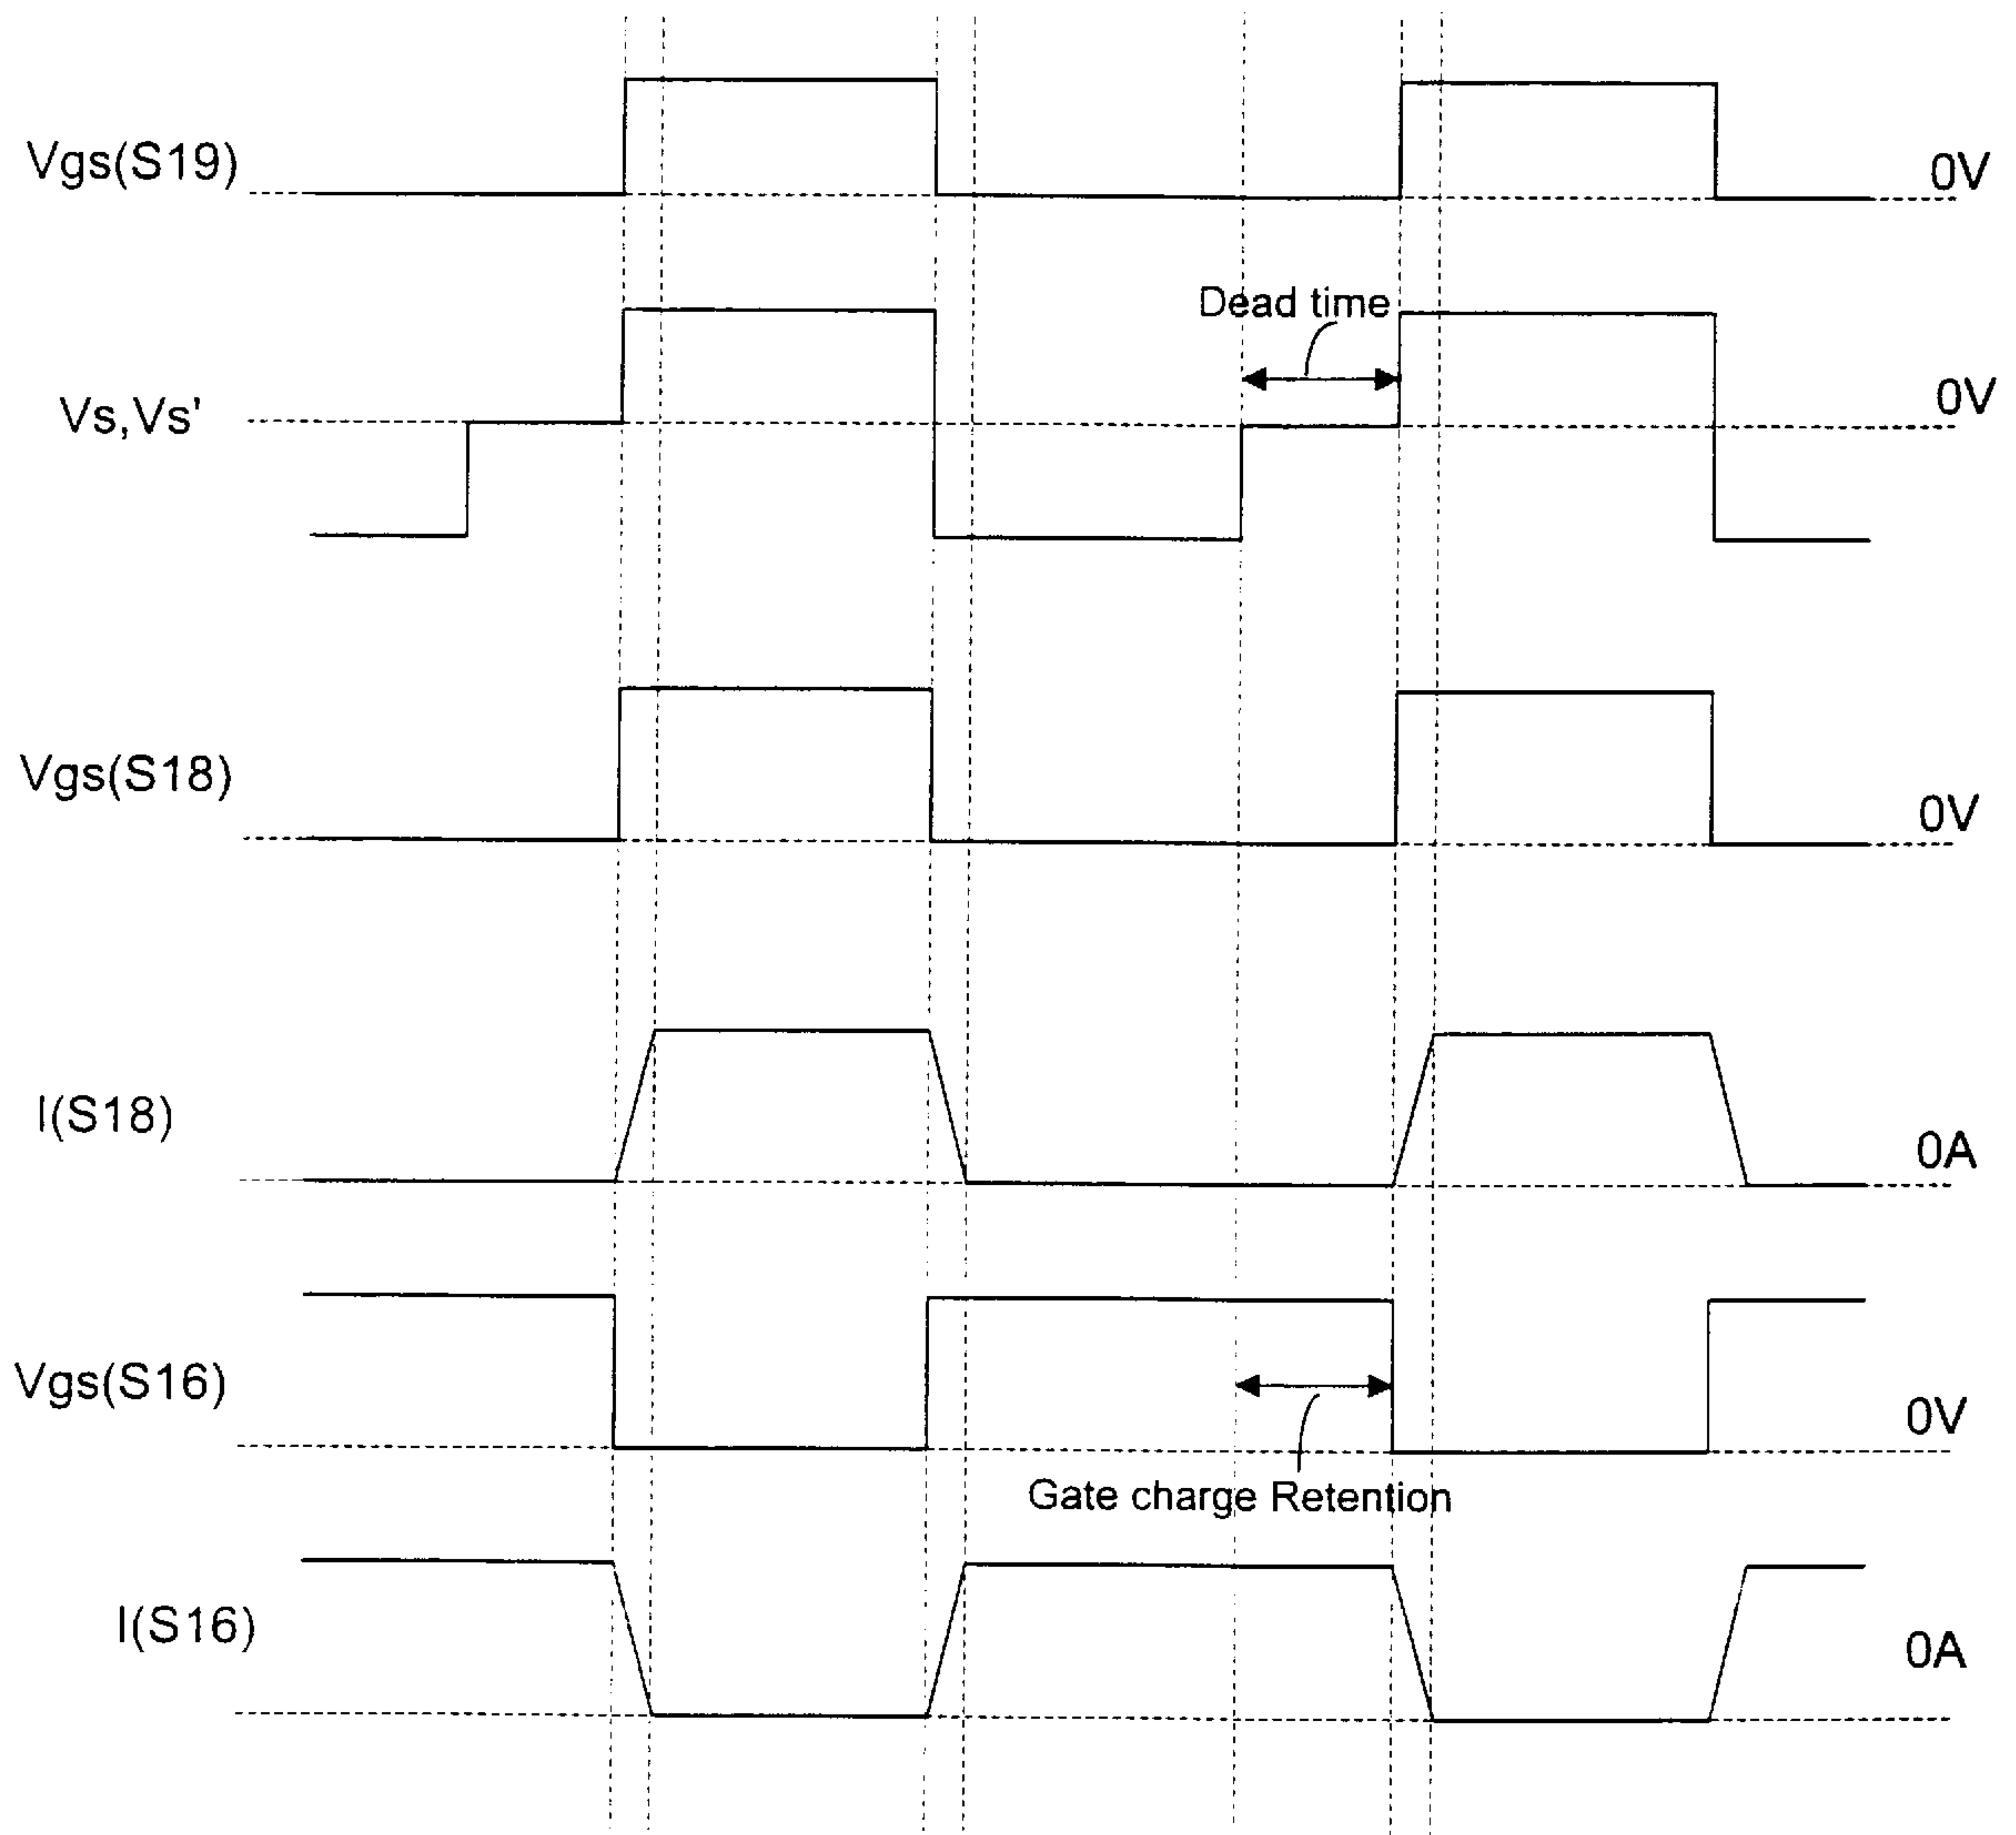 Vgs(S19)
0V
Dead time
Vs,Vs'
0V
Vgs(S18)
0V
I(S18)
0A
Vgs(S16)
0V
Gate charge Retention
I(S16)
0A